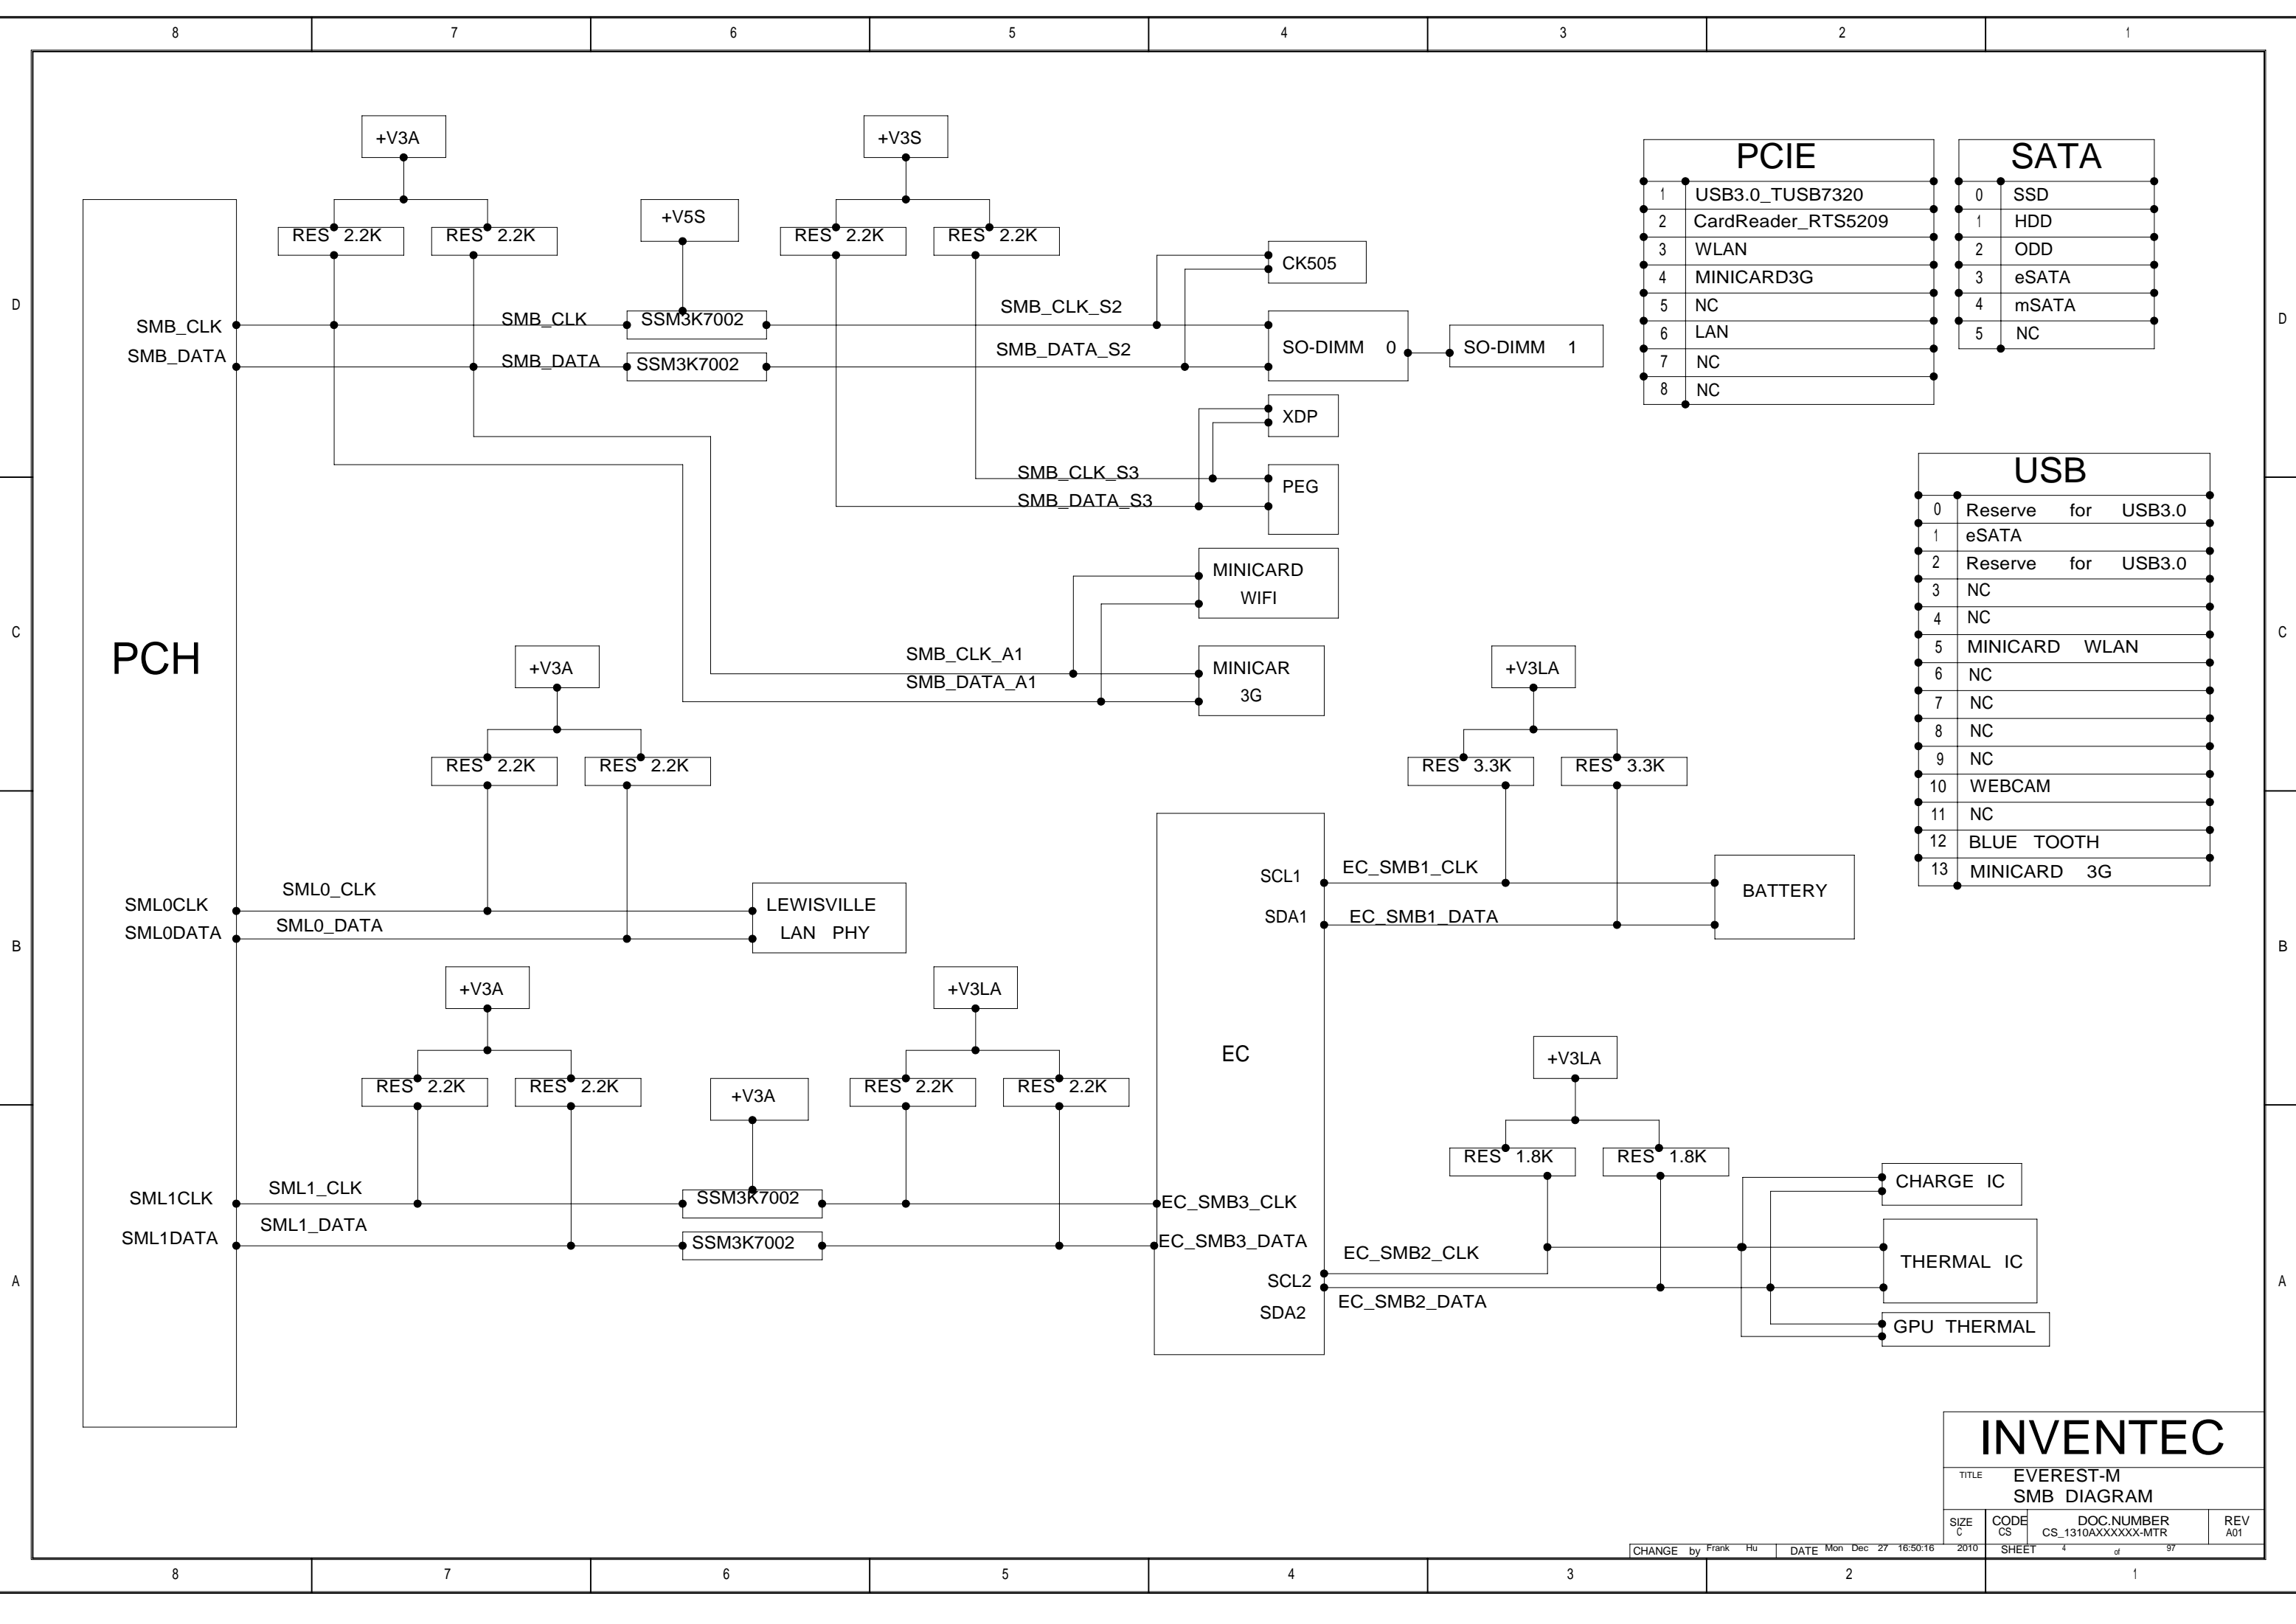 8 7 6 5 4 3 2 1
+V3A
+V3S
+V5S
RES 2.2K
RES 2.2K
RES 2.2K
RES 2.2K
CK505
D
D
SMB_CLK
SMB_CLK
SSM3K7002
SMB_CLK_S2
SMB_DATA
SMB_DATA
SSM3K7002
SMB_DATA_S2
SO-DIMM 0
SO-DIMM 1
XDP
SMB_CLK_S3
SMB_DATA_S3
PEG
MINICARD
WIFI
C
C
PCH
SMB_CLK_A1
SMB_DATA_A1
MINICAR
3G
PCIE
1 USB3.0_TUSB7320
2 CardReader_RTS5209
3 WLAN
4 MINICARD3G
5 NC
6 LAN
7 NC
8 NC
SATA
0 SSD
1 HDD
2 ODD
3 eSATA
4 mSATA
5 NC
USB
0 Reserve for USB3.0
1 eSATA
2 Reserve for USB3.0
3 NC
4 NC
5 MINICARD WLAN
6 NC
7 NC
8 NC
9 NC
10 WEBCAM
11 NC
12 BLUE TOOTH
13 MINICARD 3G
+V3A
RES 2.2K
RES 2.2K
SML0CLK
SML0_CLK
SML0DATA
SML0_DATA
LEWISVILLE
LAN PHY
+V3LA
RES 3.3K
RES 3.3K
SCL1
EC_SMB1_CLK
SDA1
EC_SMB1_DATA
BATTERY
B
B
+V3A
+V3LA
RES 2.2K
RES 2.2K
+V3A
RES 2.2K
RES 2.2K
EC
SML1CLK
SML1_CLK
SSM3K7002
EC_SMB3_CLK
SML1DATA
SML1_DATA
SSM3K7002
EC_SMB3_DATA
+V3LA
RES 1.8K
RES 1.8K
CHARGE IC
EC_SMB2_CLK
SCL2
EC_SMB2_DATA
SDA2
THERMAL IC
GPU THERMAL
A
A
INVENTEC
TITLE
EVEREST-M
SMB DIAGRAM
SIZE
C
CODE
CS
DOC.NUMBER
CS_1310AXXXXXX-MTR
REV
A01
CHANGE by Frank Hu DATE Mon Dec 27 16:50:16 2010 SHEET 4 of 97
8 7 6 5 4 3 2 1